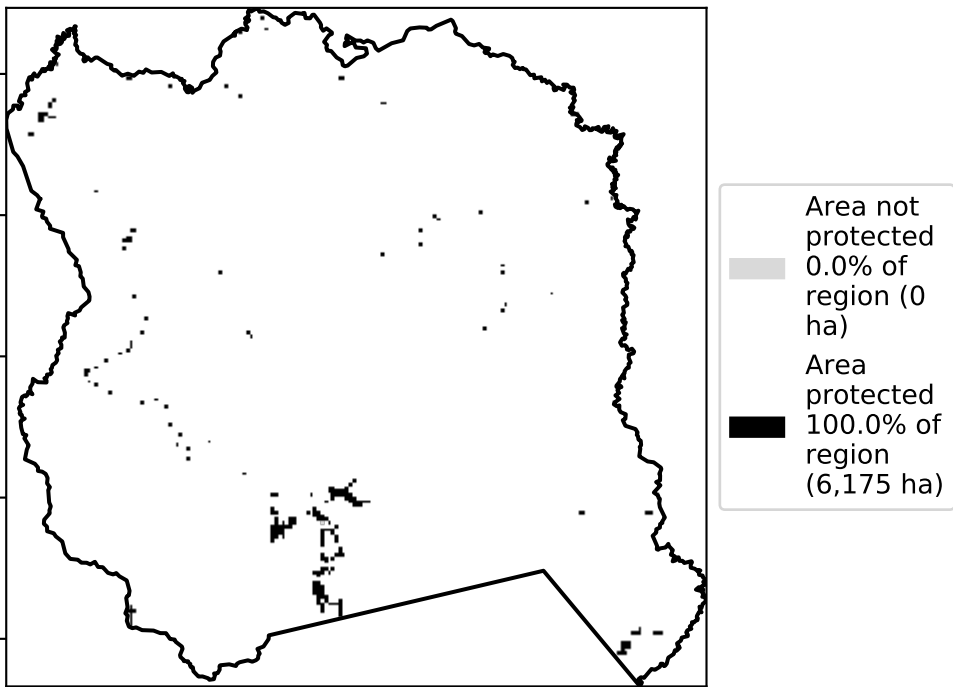 Area not
protected
0.0% of
region (0
ha)
Area
protected
100.0% of
region
(6,175 ha)